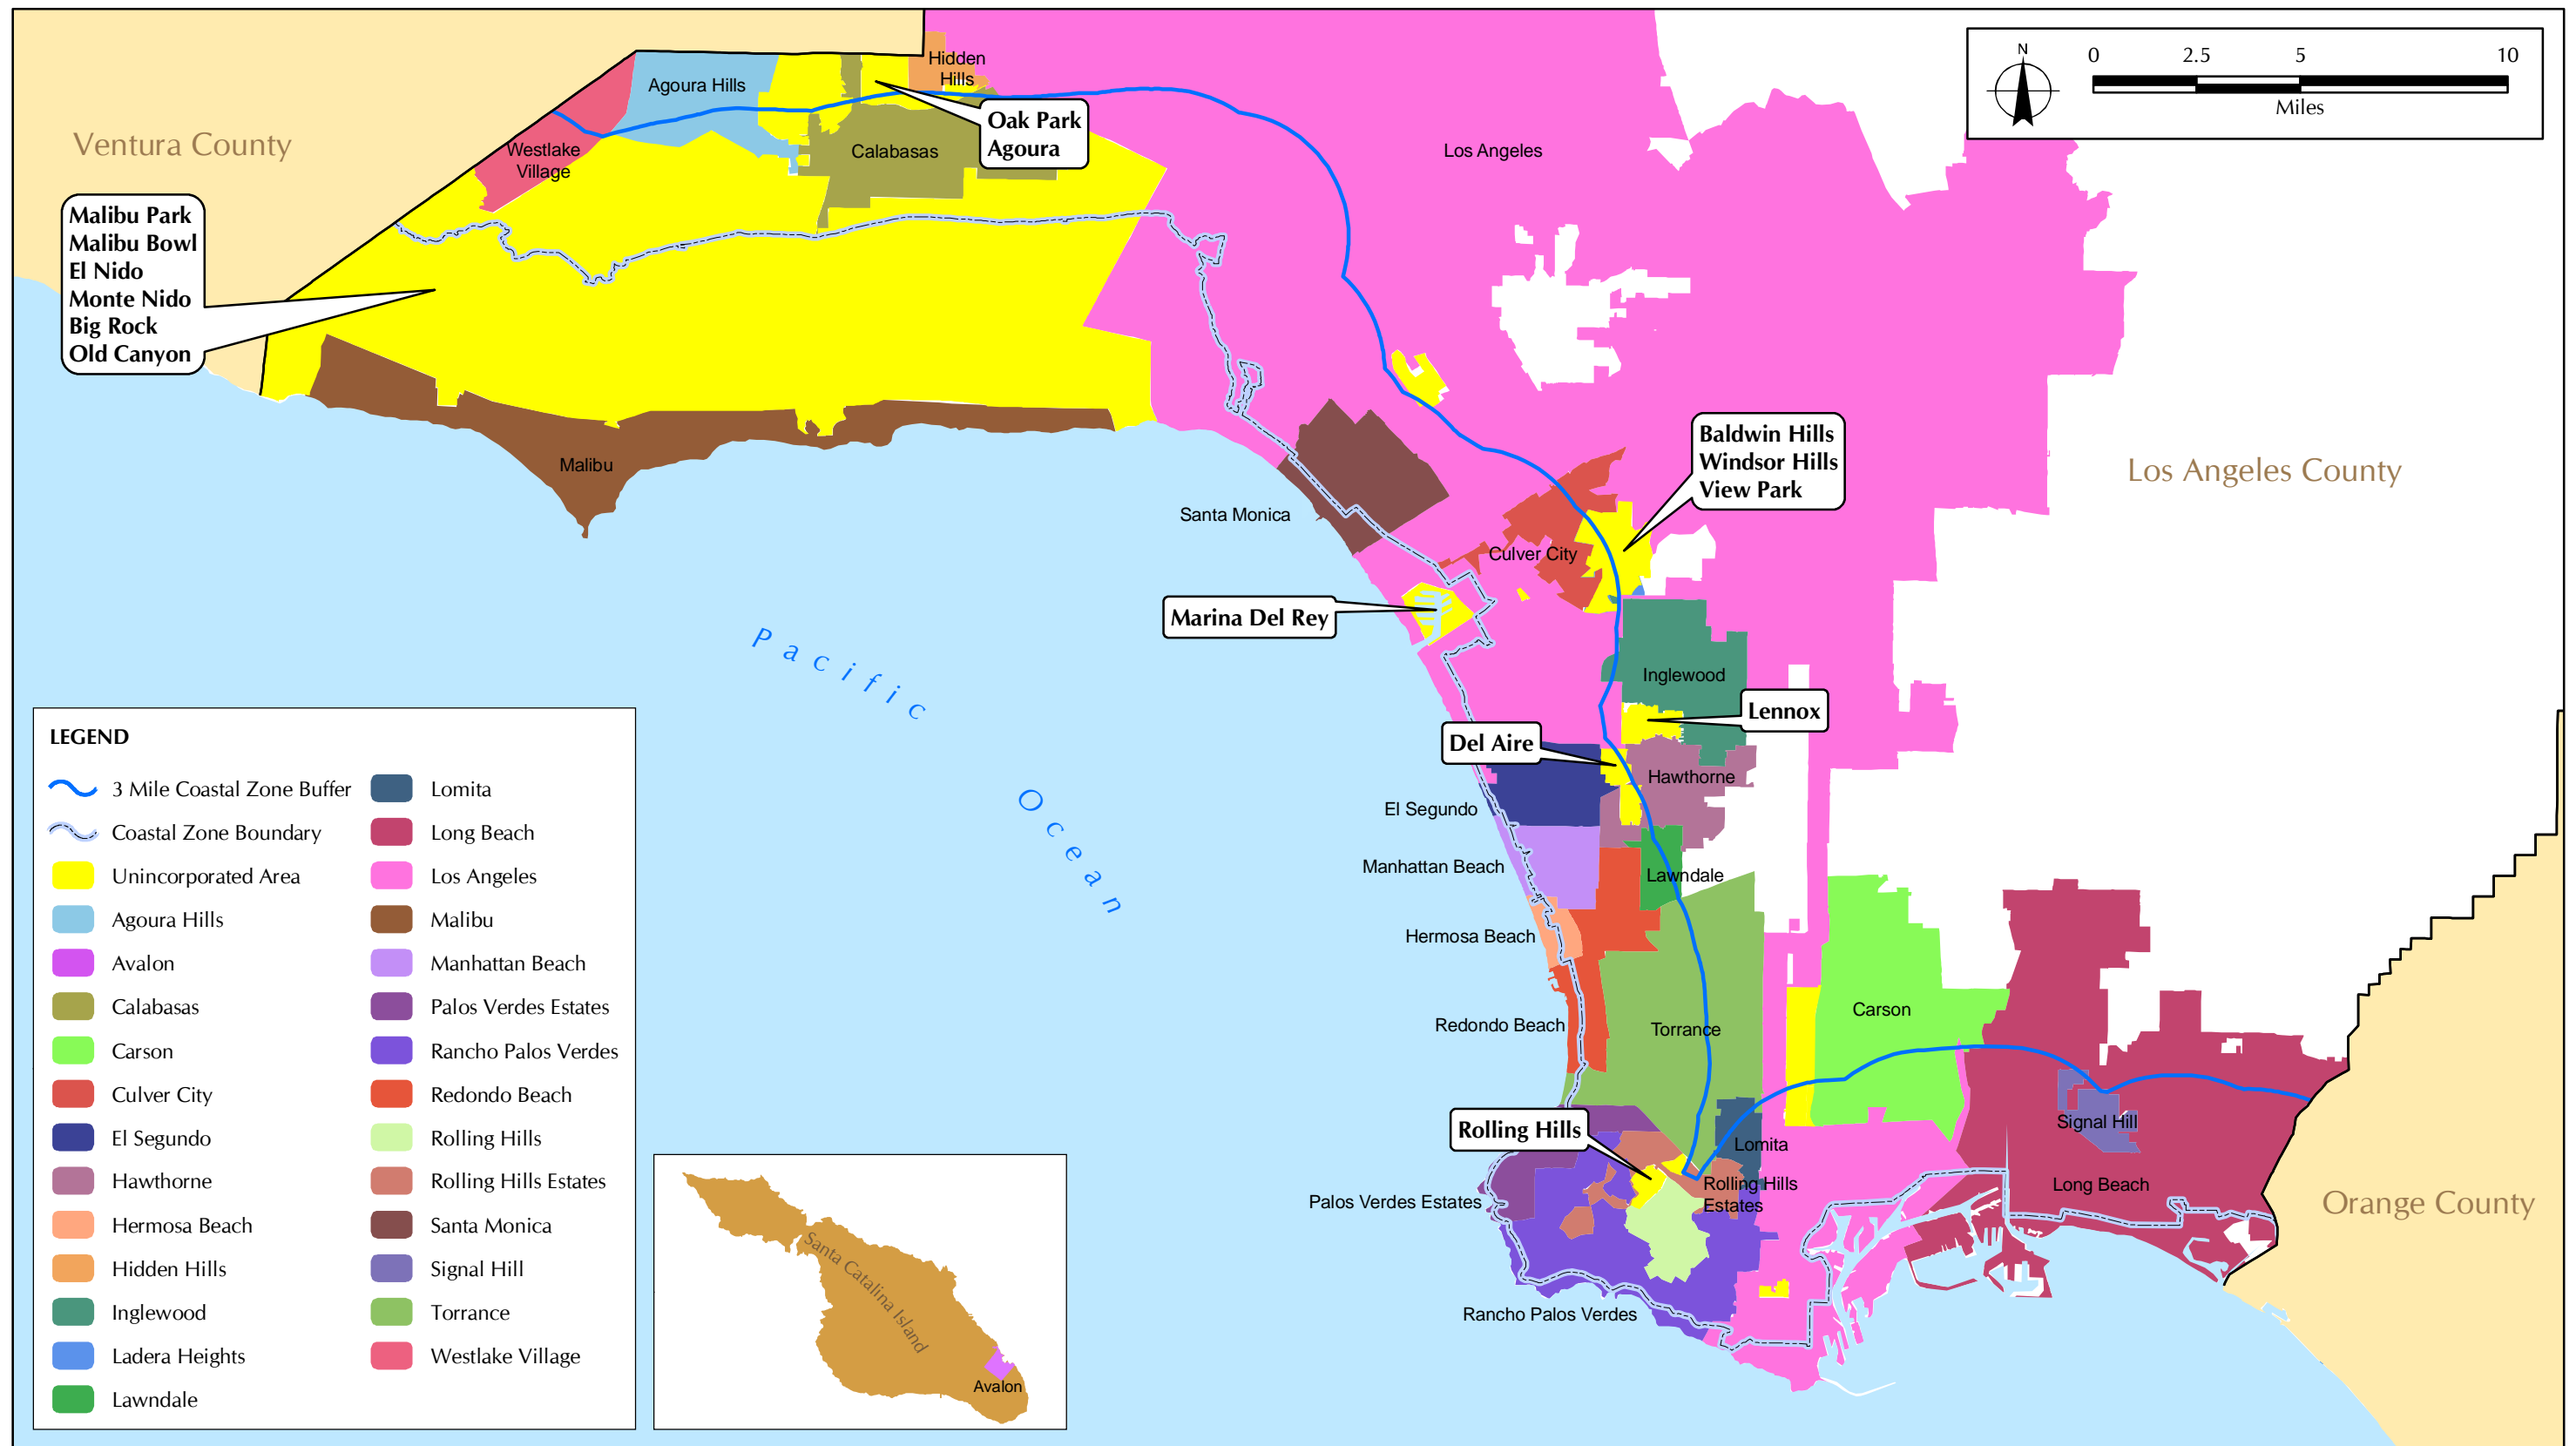 Ventura County
Agoura Hills
Hidden
Hills
Oak Park
Agoura
Calabasas
Westlake
Village
Los Angeles
N
0 2.5 5 10
Miles
Malibu Park
Malibu Bowl
El Nido
Monte Nido
Big Rock
Old Canyon
Malibu
Santa Monica
Baldwin Hills
Windsor Hills
View Park
Los Angeles County
Culver City
Marina Del Rey
Pacific
Ocean
Inglewood
Lennox
Del Aire
Hawthorne
El Segundo
Manhattan Beach
Lawndale
Hermosa Beach
Redondo Beach
Torrance
Carson
Rolling Hills
Lomita
Signal Hill
Rolling Hills
Estates
Long Beach
Palos Verdes Estates
Orange County
Rancho Palos Verdes
LEGEND
3 Mile Coastal Zone Buffer
Coastal Zone Boundary
Unincorporated Area
Agoura Hills
Avalon
Calabasas
Carson
Culver City
El Segundo
Hawthorne
Hermosa Beach
Hidden Hills
Inglewood
Ladera Heights
Lawndale
Lomita
Long Beach
Los Angeles
Malibu
Manhattan Beach
Palos Verdes Estates
Rancho Palos Verdes
Redondo Beach
Rolling Hills
Rolling Hills Estates
Santa Monica
Signal Hill
Torrance
Westlake Village
Santa Catalina Island
Avalon